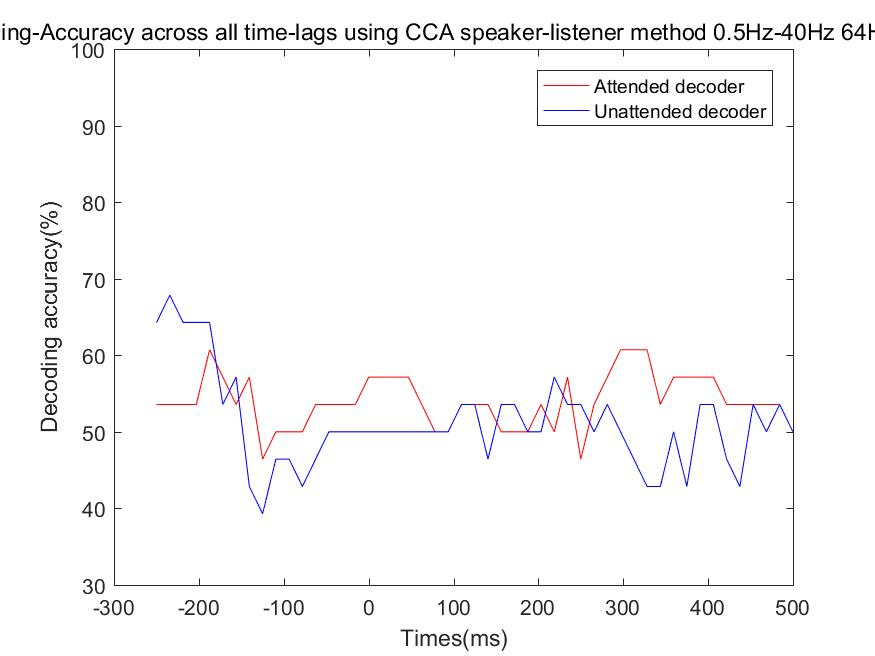 ing-Accuracy across all time-lags using CCA speaker-listener method 0.5Hz-40Hz 64H
100
90
80
70
60
50
40
30
Decoding accuracy(%)
Attended decoder
Unattended decoder
-300 -200 -100 0 100 200 300 400 500
Times(ms)